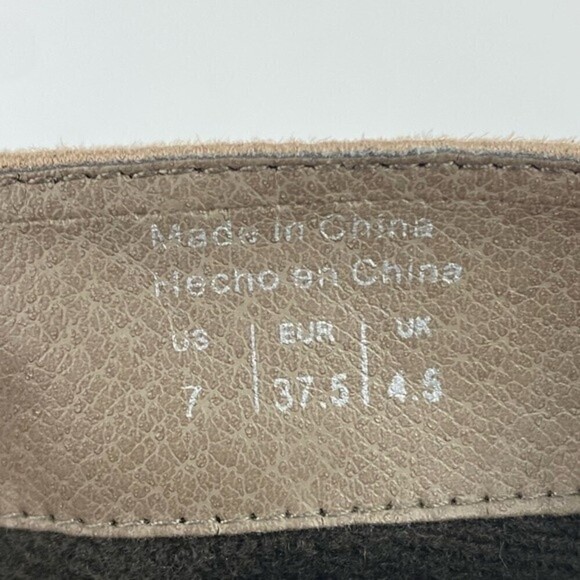 Made in China
Hecho en China
US | EUR | UK
7 | 37.5 | 4.5